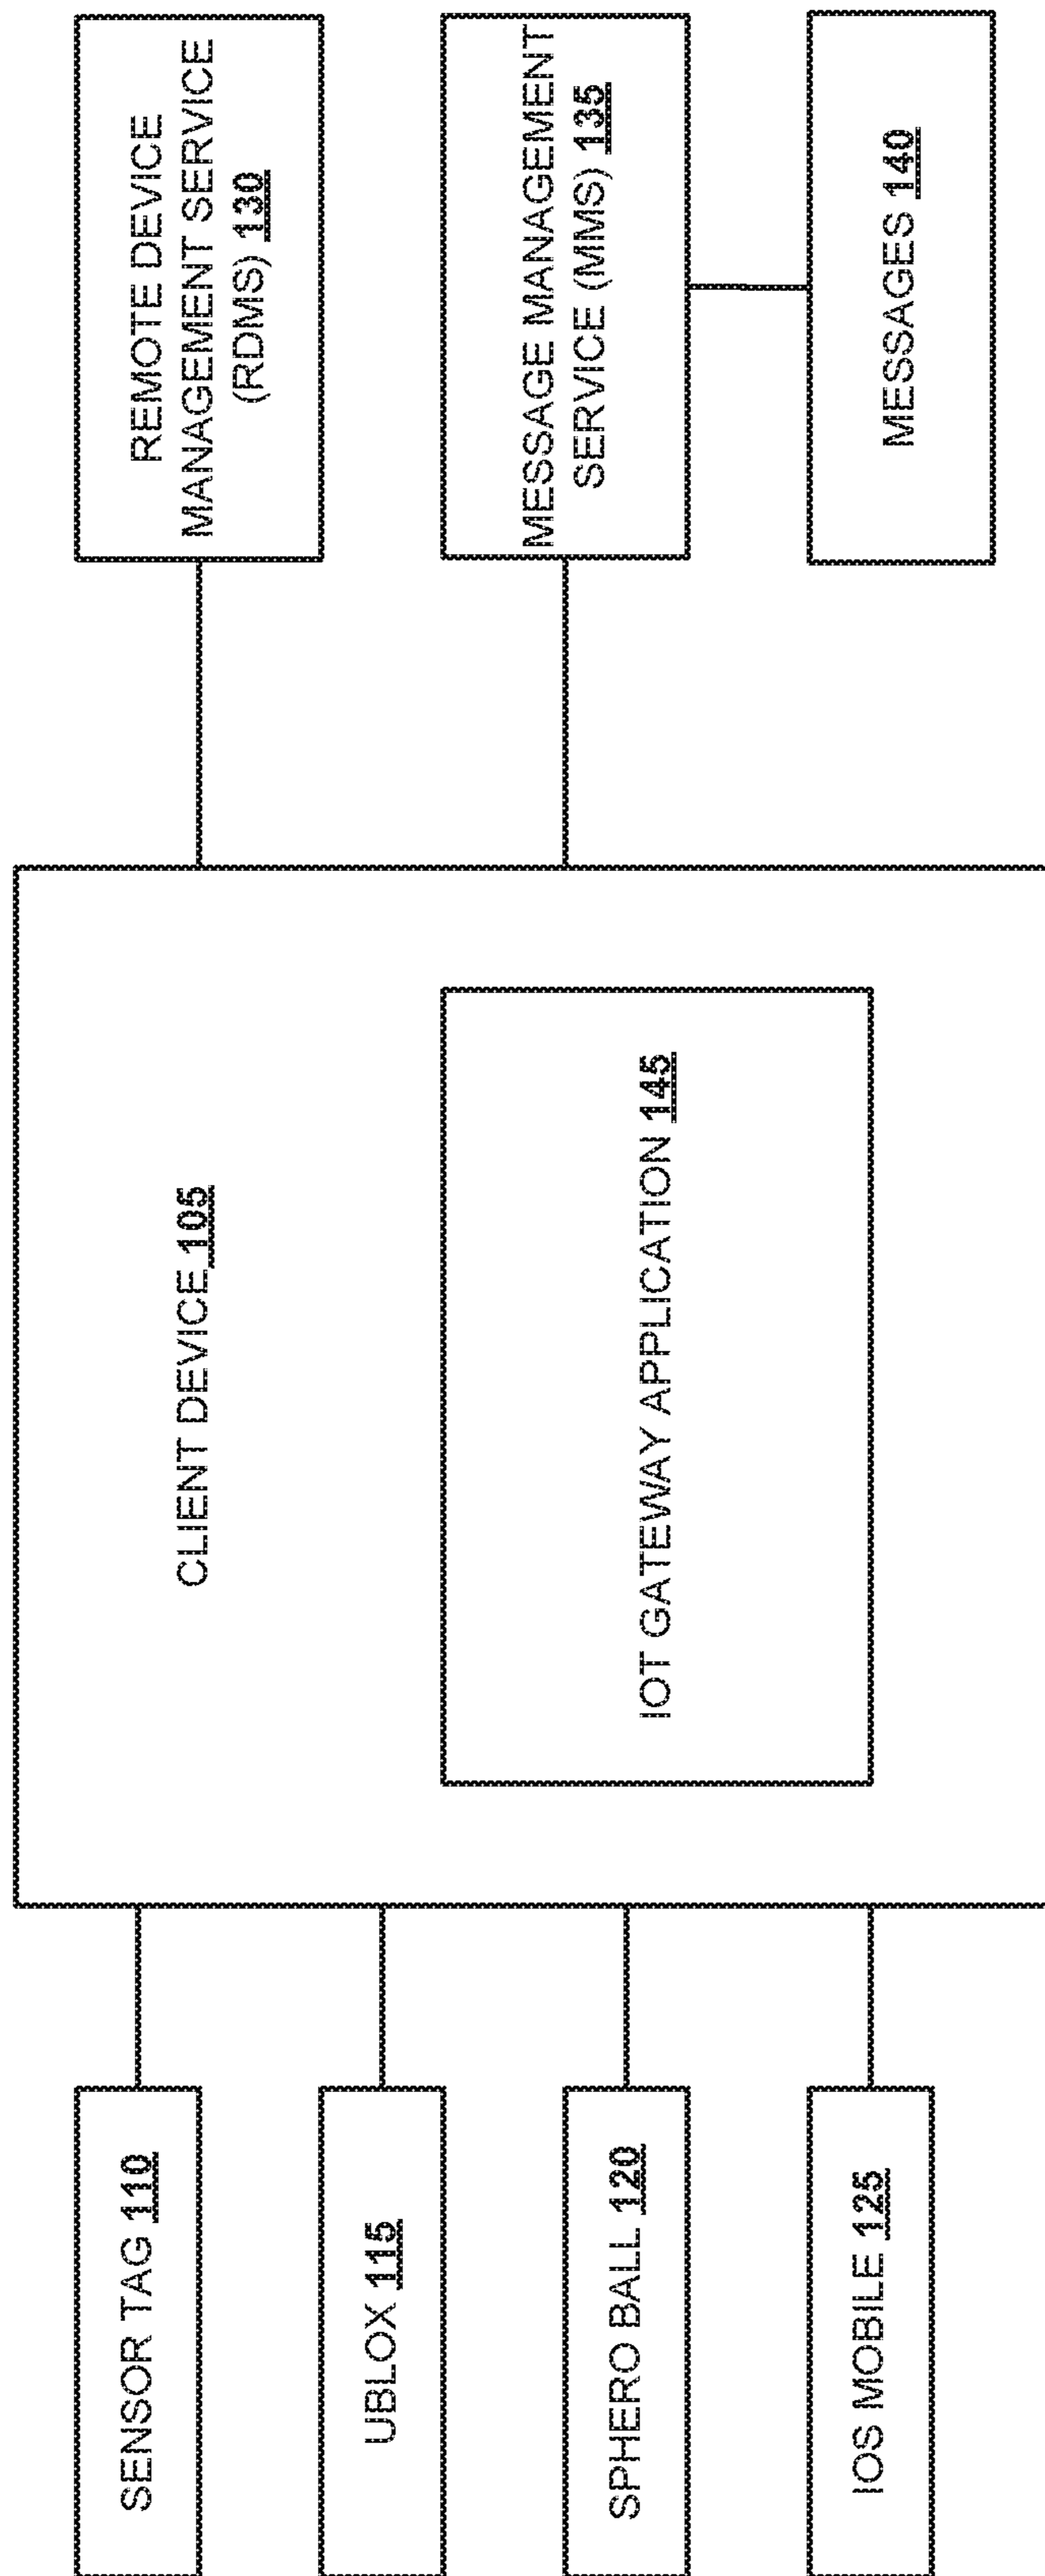 SENSOR TAG 110
UBLOX 115
SPHERO BALL 120
IOS MOBILE 125
CLIENT DEVICE 105
IOT GATEWAY APPLICATION 145
REMOTE DEVICE
MANAGEMENT SERVICE
(RDMS) 130
MESSAGE MANAGEMENT
SERVICE (MMS) 135
MESSAGES 140